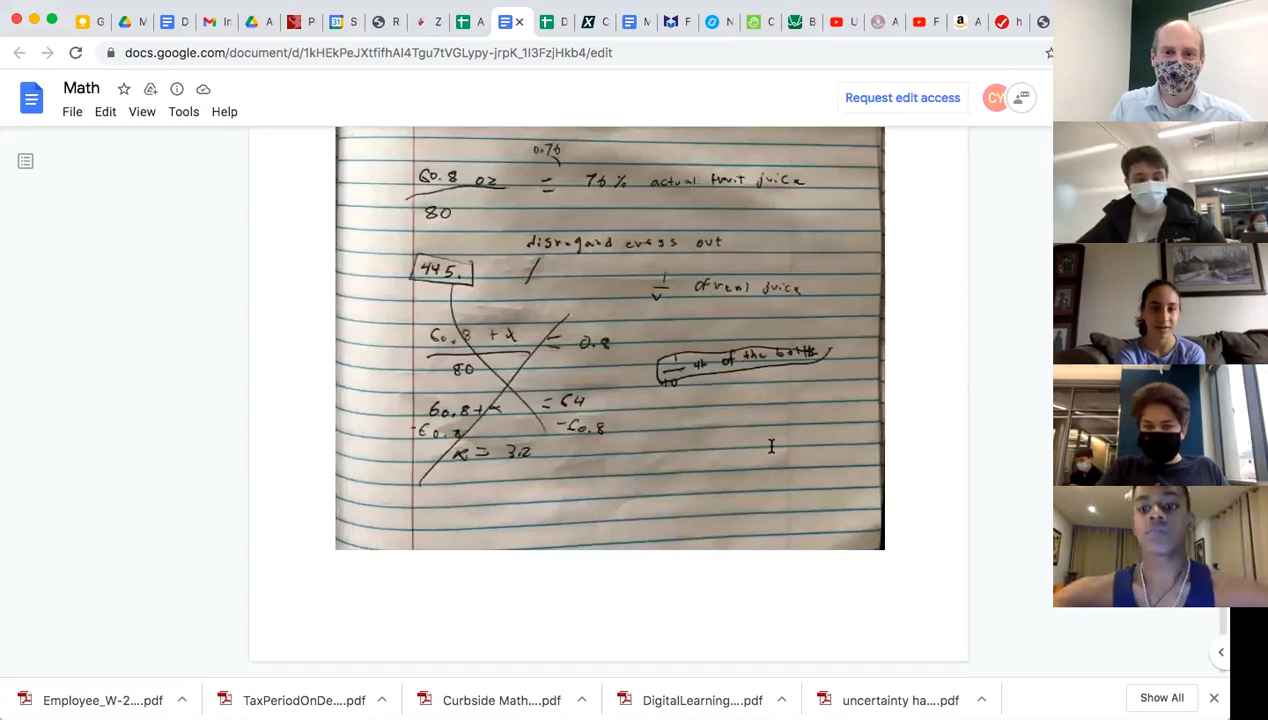 docs.google.com/document/d/1kHEkPeJXtfifhAI4Tgu7tVGLypy-jrpK_1I3FzjHkb4/edit
Math
File Edit View Tools Help
Request edit access
CY
0.76
60.8 oz = 76% actual fruit juice
80
disregard cross out
445.
1 of real juice
60.8 + x = 0.8
80
1 of the bottle
10
60.8+x = 64
-60.8 -60.8
x = 3.2
Employee_W-2....pdf
TaxPeriodOnDe....pdf
Curbside Math....pdf
DigitalLearning....pdf
uncertainty ha....pdf
Show All